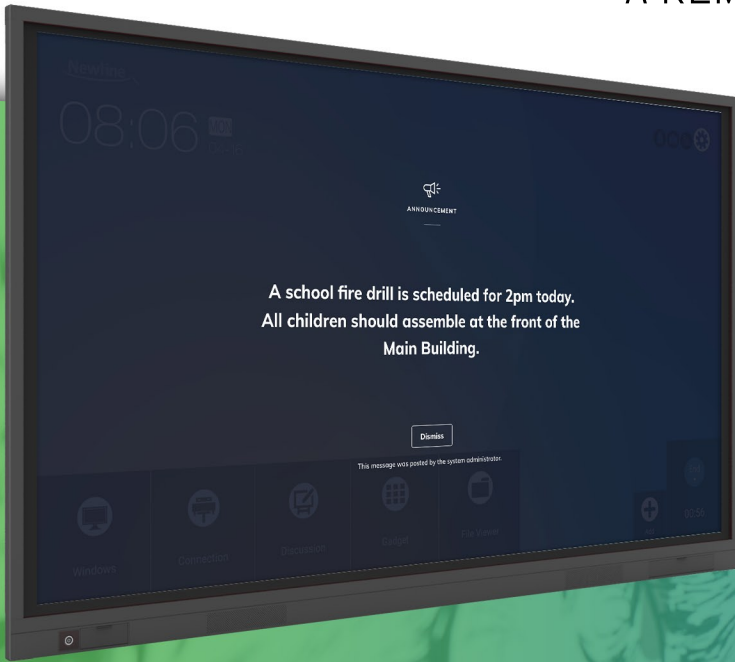 A REM
Newline
08:06
ANNOUNCEMENT
A school fire drill is scheduled for 2pm today.
All children should assemble at the front of the
Main Building.
Dismiss
This message was posted by the system administrator.
Windows
Connection
Discussion
Gadget
File Viewer
00:56